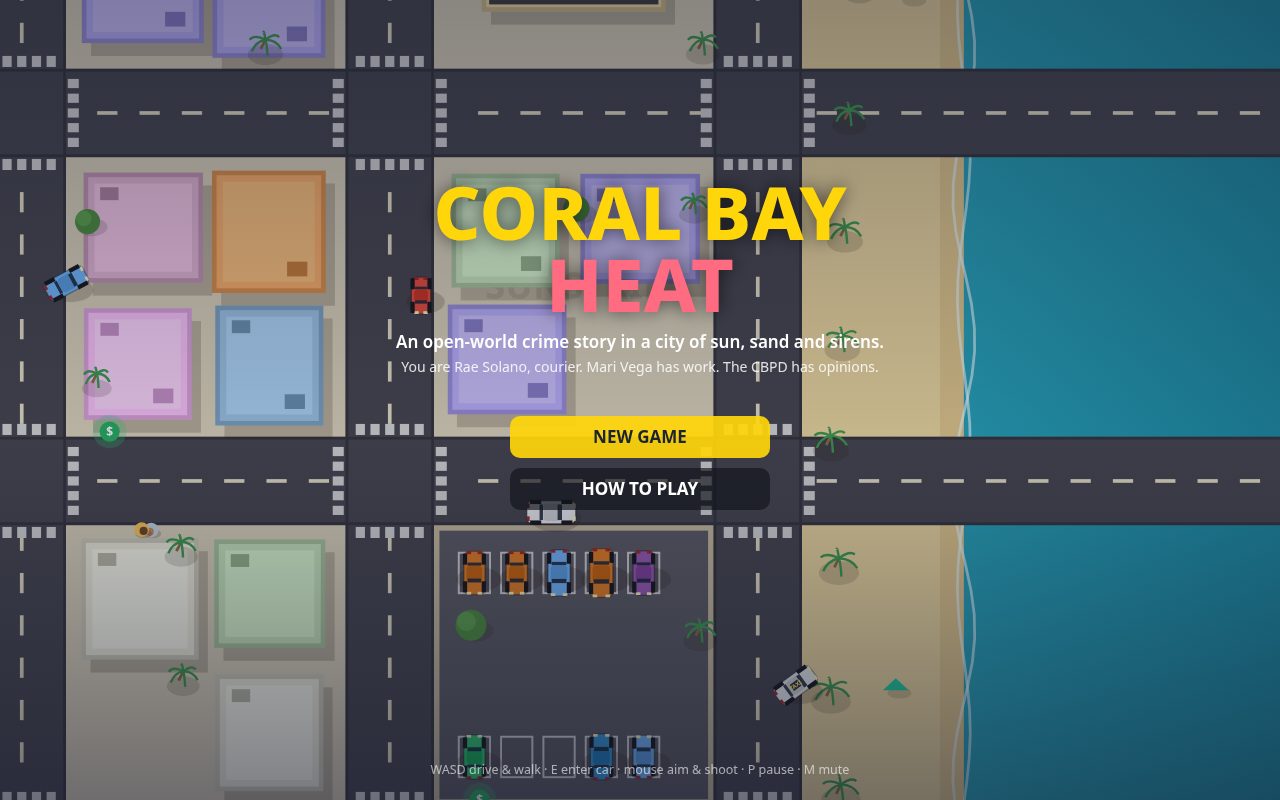 CORAL BAY
HEAT
An open-world crime story in a city of sun, sand and sirens.
You are Rae Solano, courier. Mari Vega has work. The CBPD has opinions.
$
NEW GAME
HOW TO PLAY
WASD drive & walk · E enter car · mouse aim & shoot · P pause · M mute
$